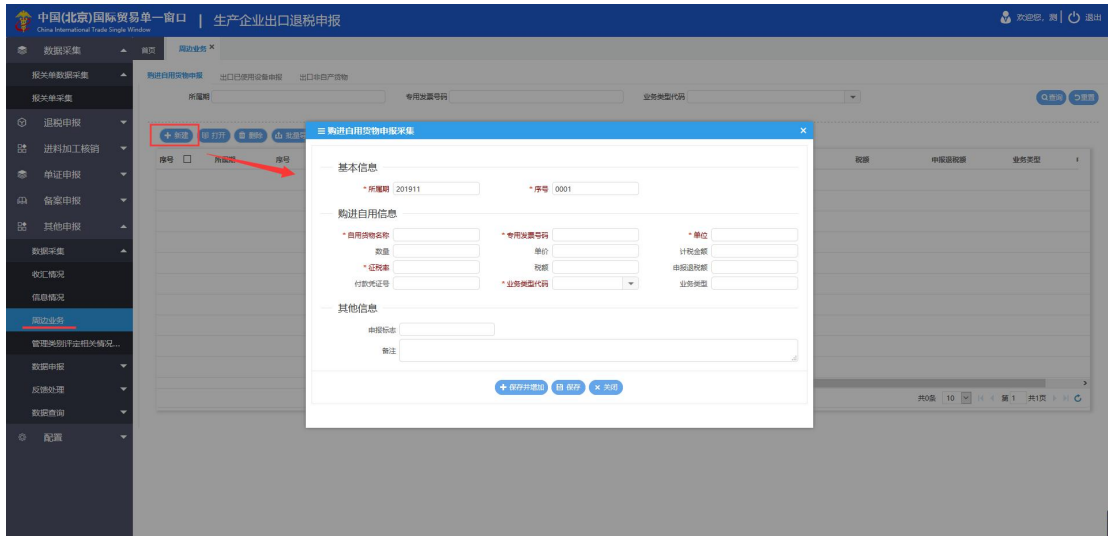 中国(北京)国际贸易单一窗口 | 生产企业出口退税申报
China International Trade Single Window
欢迎您, 测 | 退出
数据采集
首页 周边业务 ×
报关单数据采集
购进自用货物申报 出口已使用设备申报 出口非自产货物
报关单采集
所属期 专用发票号码 业务类型代码 查询 重置
退税申报
+ 新建 打开 删除
进料加工核销
序号 所属期 序号 税额 申报退税额 业务类型
单证申报
备案申报
其他申报
数据采集
收汇情况
信息情况
周边业务
管理类别评定相关情况...
数据申报
反馈处理
数据查询
配置
购进自用货物申报采集 ×
基本信息
*所属期 201911 *序号 0001
购进自用信息
*自用货物名称 *专用发票号码 *单位
数量 单价 计税金额
*征税率 税额 申报退税额
付款凭证号 *业务类型代码 业务类型
其他信息
申报标志
备注
+ 保存并增加 保存 × 关闭
共0条 10 第 1 共1页